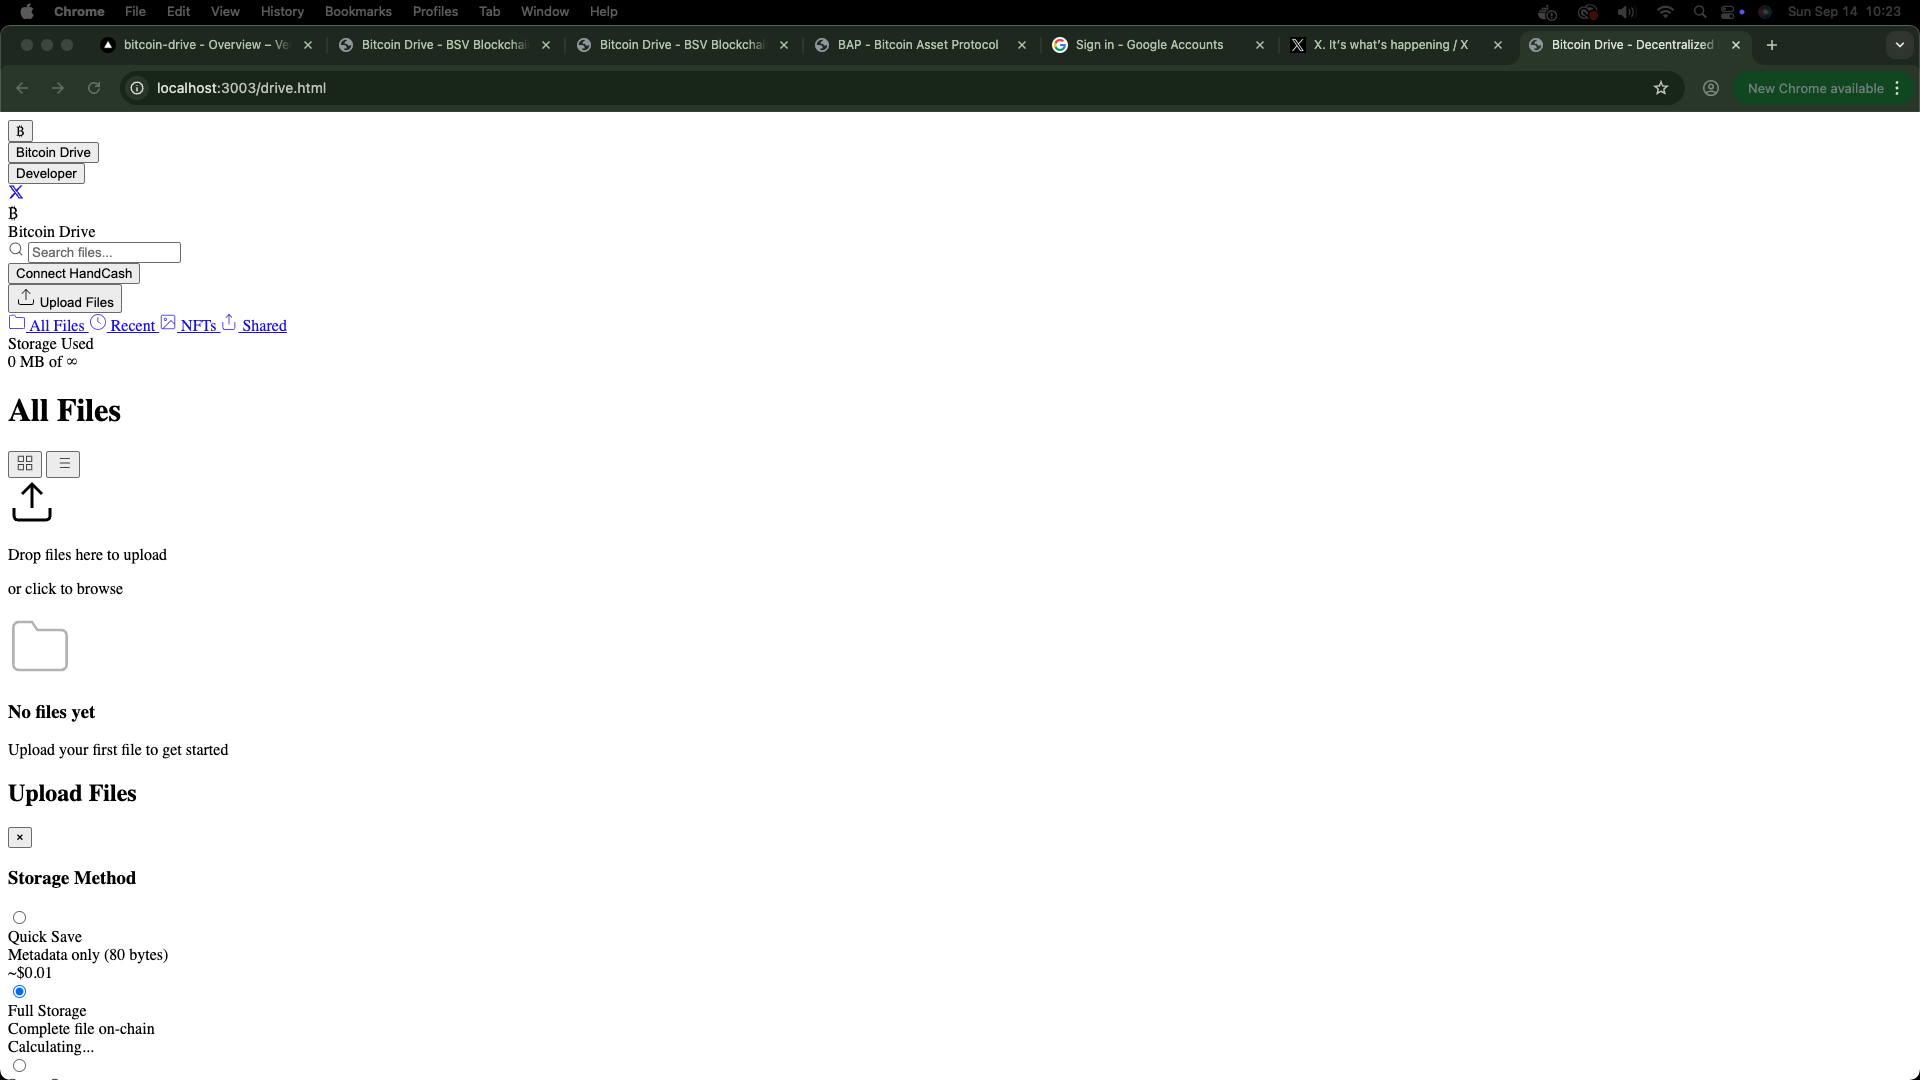 Chrome File Edit View History Bookmarks Profiles Tab Window Help Sun Sep 14 10:23
bitcoin-drive - Overview – Ve Bitcoin Drive - BSV Blockchai Bitcoin Drive - BSV Blockchai BAP - Bitcoin Asset Protocol Sign in - Google Accounts X. It's what's happening / X Bitcoin Drive - Decentralized
localhost:3003/drive.html New Chrome available
₿
Bitcoin Drive
Developer
₿
Bitcoin Drive
Search files...
Connect HandCash
Upload Files
All Files Recent NFTs Shared
Storage Used
0 MB of ∞
All Files
Drop files here to upload
or click to browse
No files yet
Upload your first file to get started
Upload Files
×
Storage Method
Quick Save
Metadata only (80 bytes)
~$0.01
Full Storage
Complete file on-chain
Calculating...